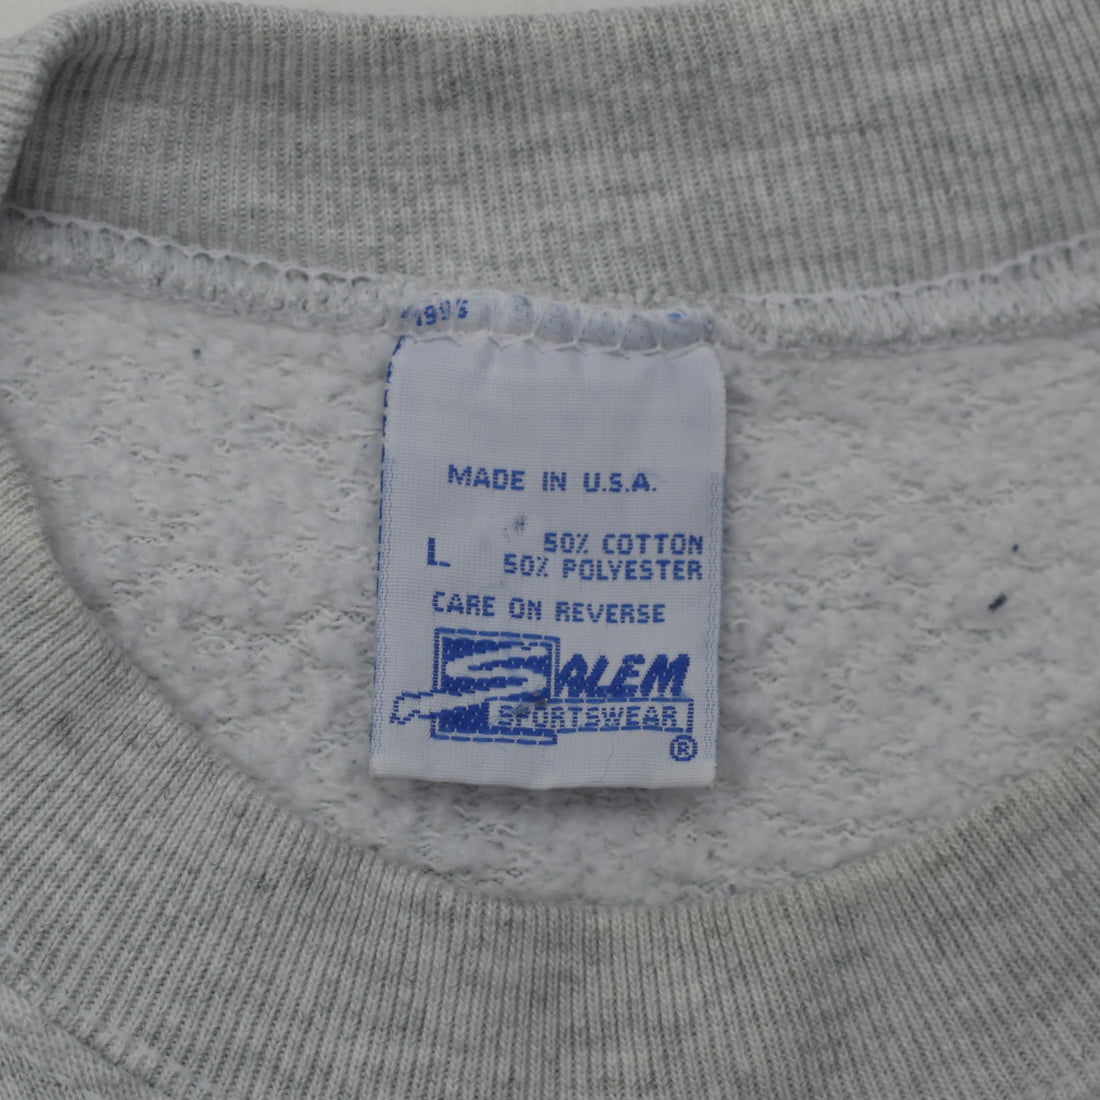 MADE IN U.S.A.
L
50% COTTON
50% POLYESTER
CARE ON REVERSE
SALEM
SPORTSWEAR
®